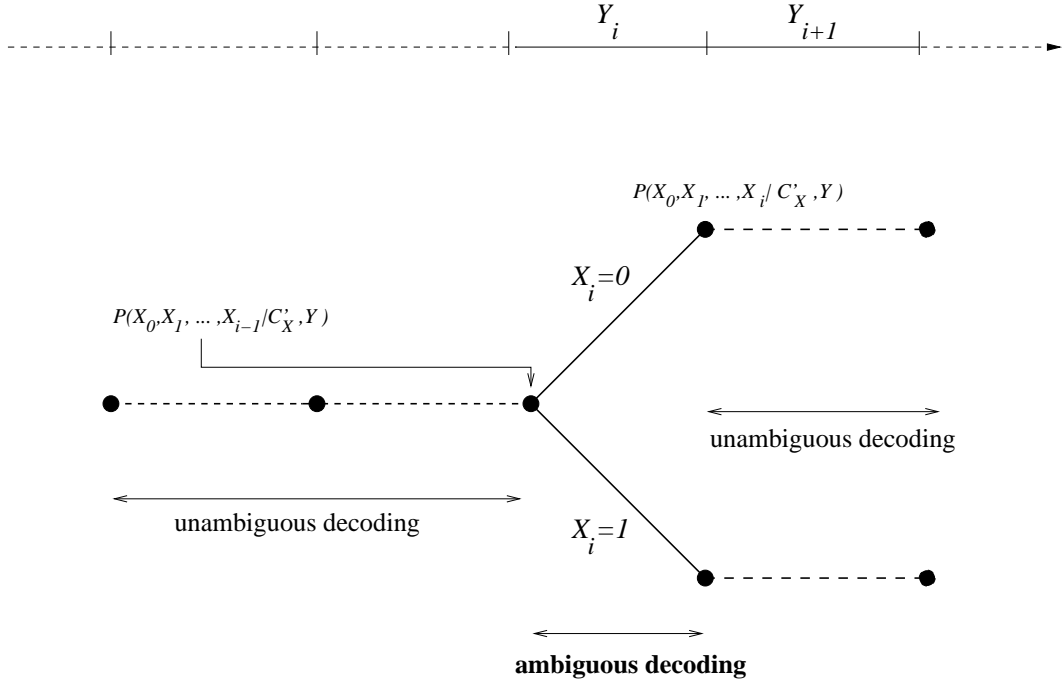 Y_i Y_{i+1}
P(X_0,X_1, ... ,X_i/ C'_X ,Y )
X_i=0
P(X_0,X_1, ... ,X_{i−1}/C'_X ,Y )
unambiguous decoding
unambiguous decoding
X_i=1
ambiguous decoding